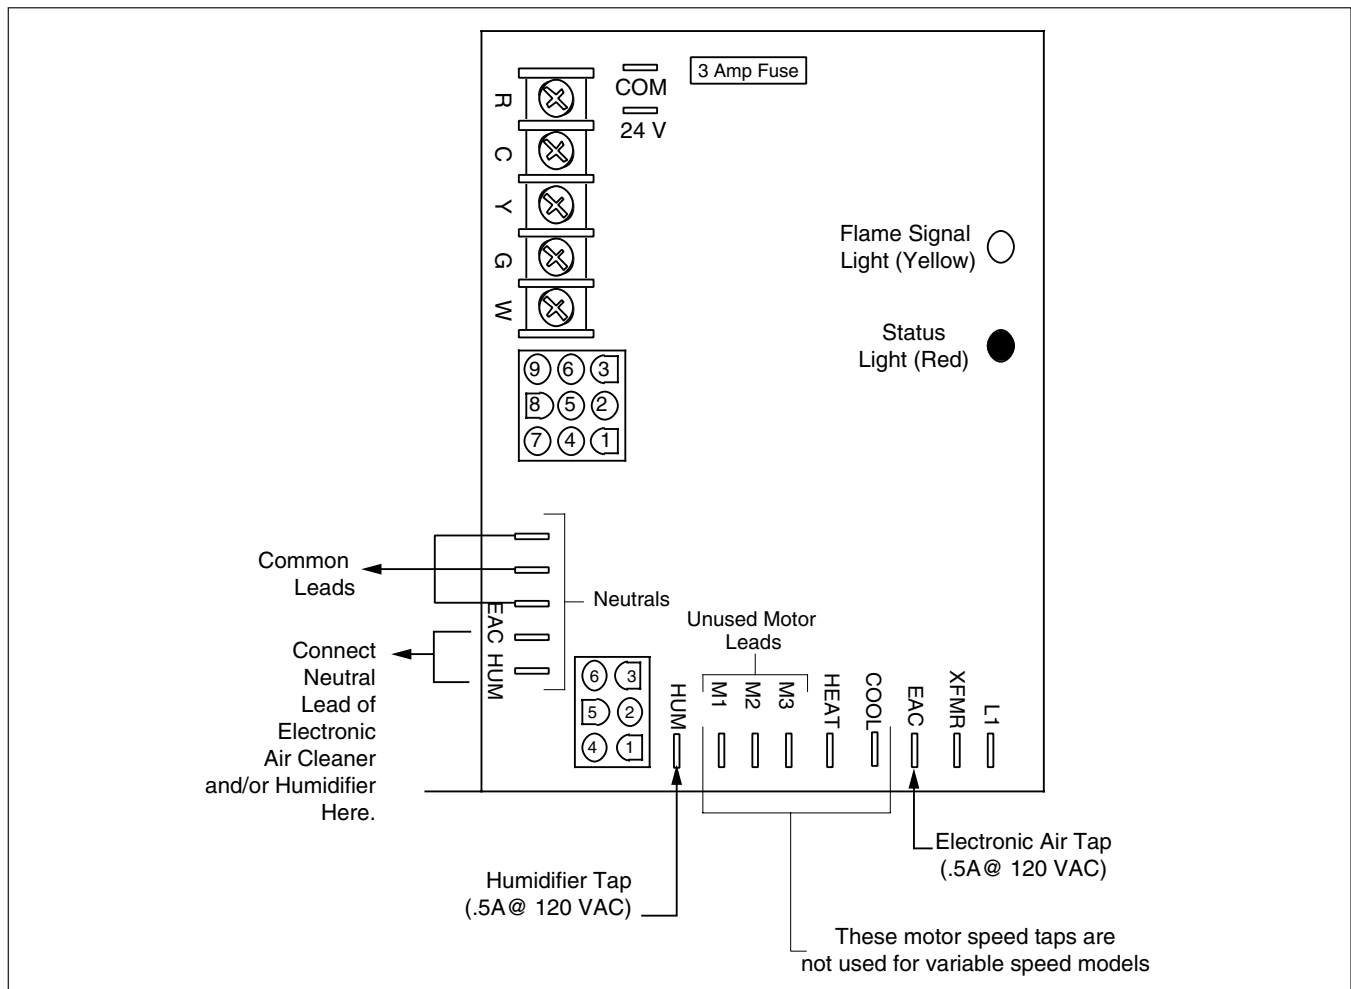 R
C
Y
G
W
COM
24 V
3 Amp Fuse
Flame Signal
Light (Yellow)
Status
Light (Red)
9 6 3
8 5 2
7 4 1
Common
Leads
Neutrals
EAC HUM
Connect
Neutral
Lead of
Electronic
Air Cleaner
and/or Humidifier
Here.
6 3
5 2
4 1
Unused Motor
Leads
HUM
M1
M2
M3
HEAT
COOL
EAC
XFMR
L1
Humidifier Tap
(.5A@ 120 VAC)
Electronic Air Tap
(.5A@ 120 VAC)
These motor speed taps are
not used for variable speed models